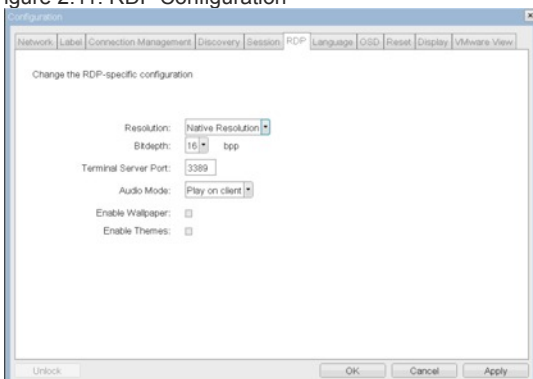 igure 2.11: RDP Configuration
Configuration
Network Label Connection Management Discovery Session RDP Language OSD Reset Display VMware View
Change the RDP-specific configuration
Resolution: Native Resolution
Bitdepth: 16 bpp
Terminal Server Port: 3389
Audio Mode: Play on client
Enable Wallpaper:
Enable Themes:
Unlock OK Cancel Apply